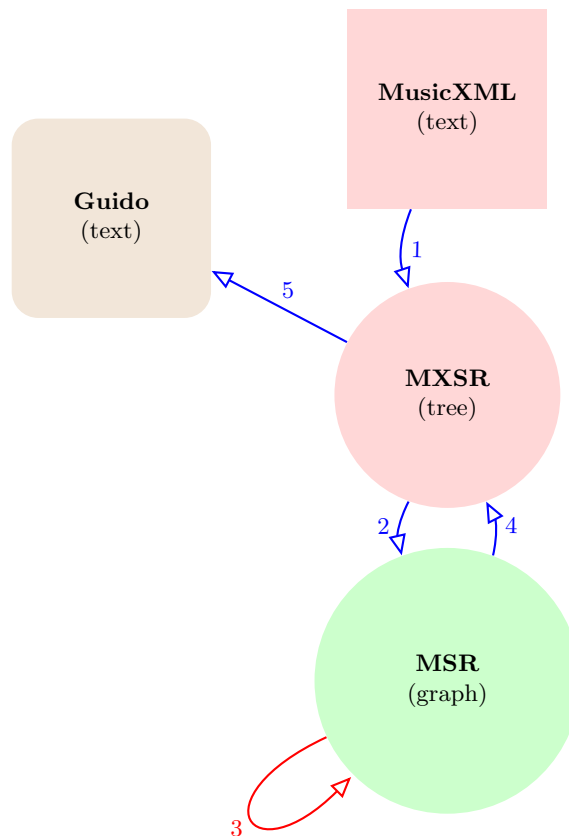 MusicXML
(text)
Guido
(text)
1
5
MXSR
(tree)
2
4
MSR
(graph)
3